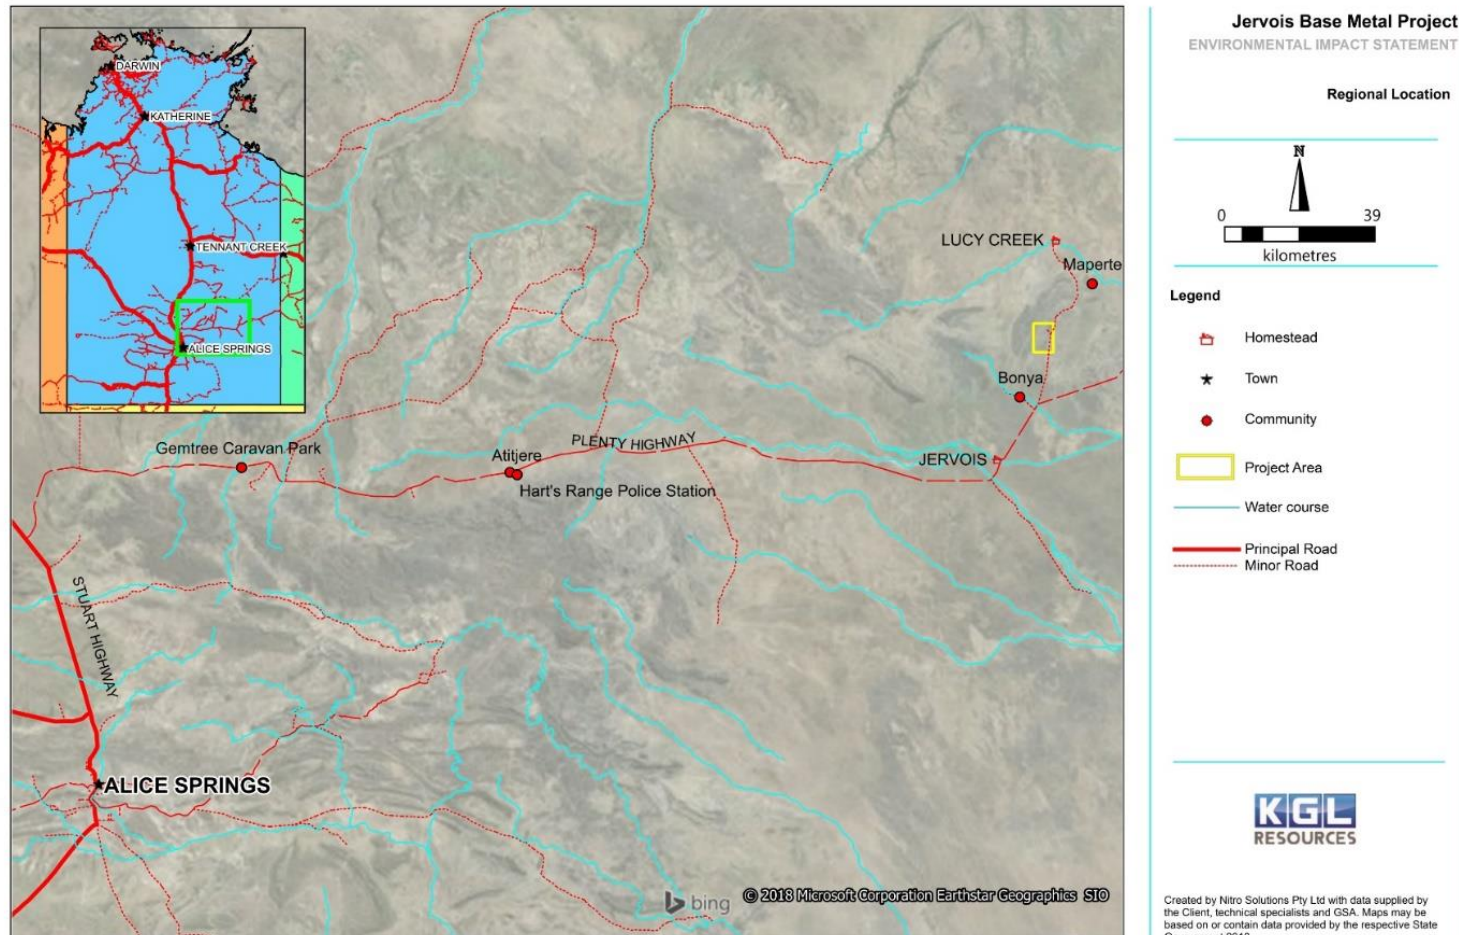 DARWIN
KATHERINE
TENNANT CREEK
ALICE SPRINGS
LUCY CREEK
Maperte
Bonya
Gemtree Caravan Park
Atitjere
PLENTY HIGHWAY
JERVOIS
Hart's Range Police Station
STUART HIGHWAY
ALICE SPRINGS
bing
© 2018 Microsoft Corporation Earthstar Geographics SIO
Jervois Base Metal Project
ENVIRONMENTAL IMPACT STATEMENT
Regional Location
N
0 39
kilometres
Legend
Homestead
Town
Community
Project Area
Water course
Principal Road
Minor Road
KGL
RESOURCES
Created by Nitro Solutions Pty Ltd with data supplied by
the Client, technical specialists and GSA. Maps may be
based on or contain data provided by the respective State